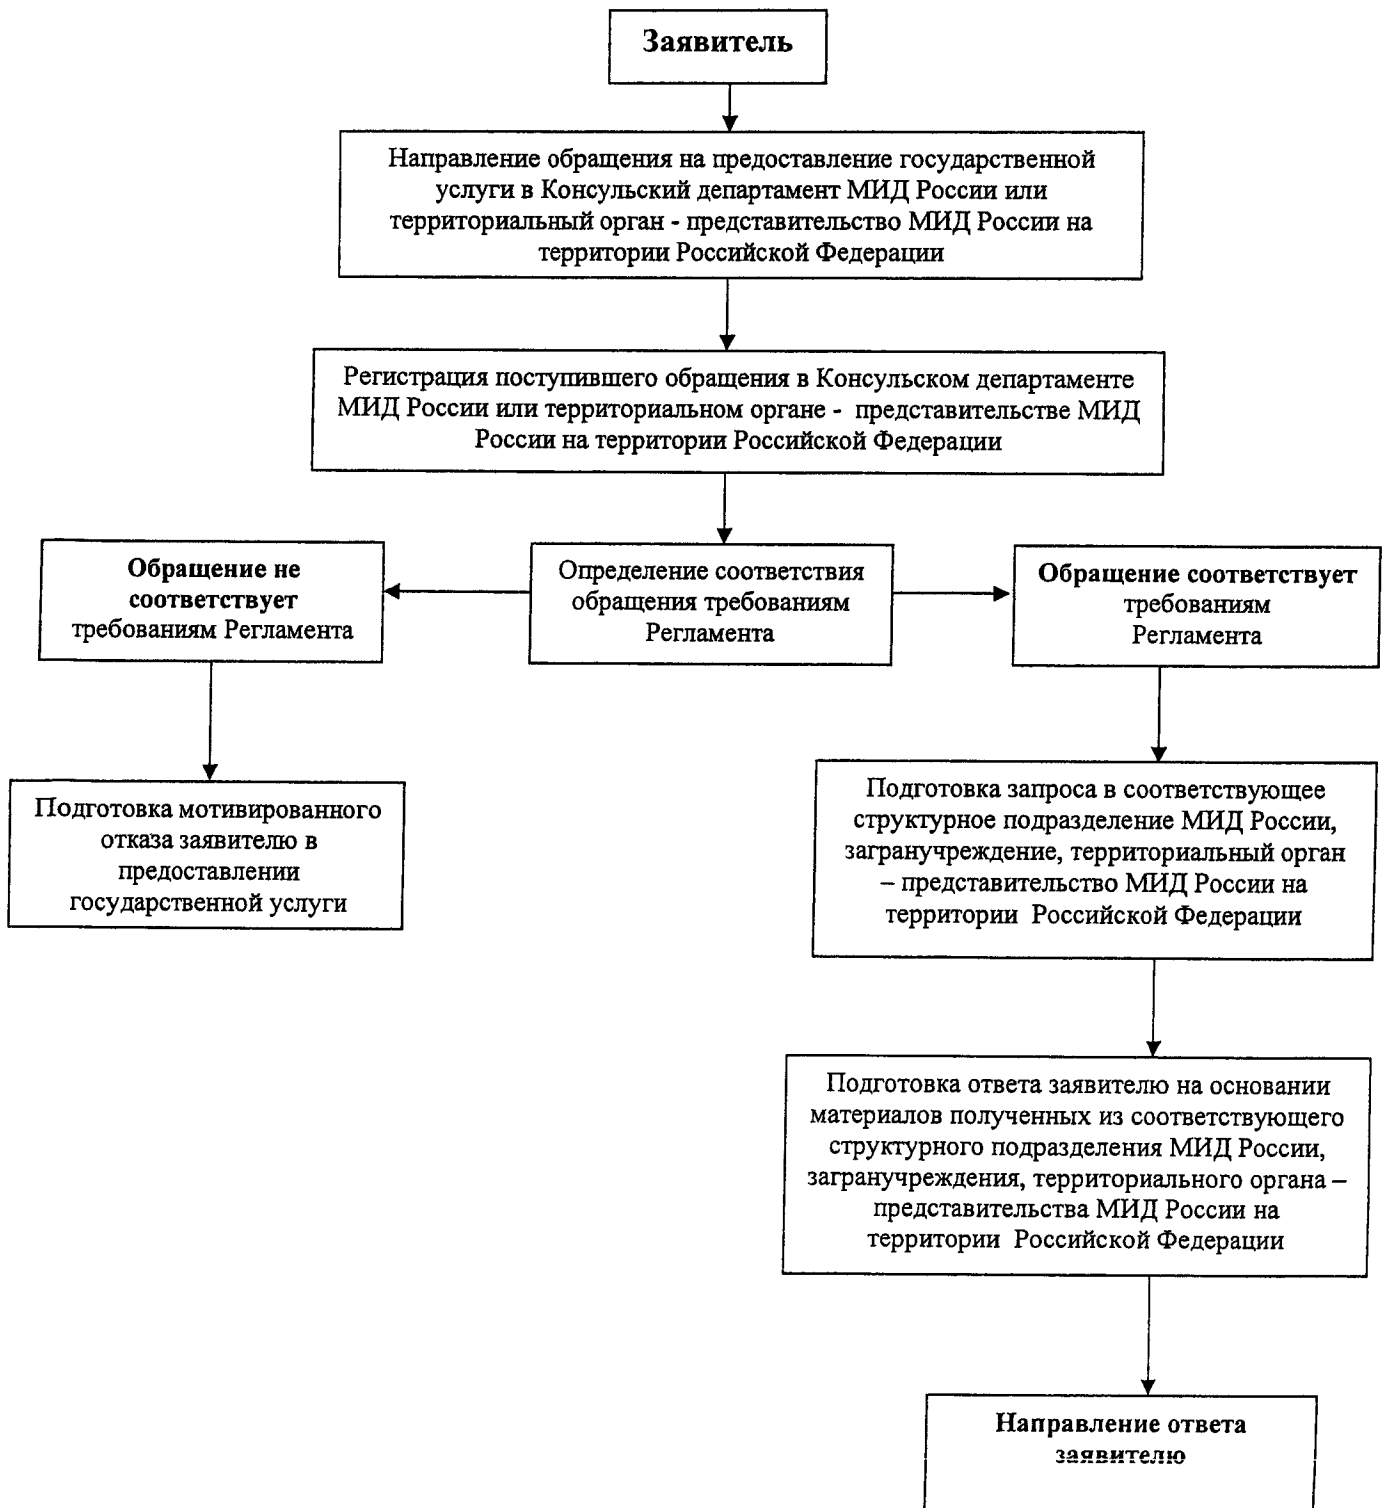 Заявитель
Направление обращения на предоставление государственной
услуги в Консульский департамент МИД России или
территориальный орган - представительство МИД России на
территории Российской Федерации
Регистрация поступившего обращения в Консульском департаменте
МИД России или территориальном органе - представительстве МИД
России на территории Российской Федерации
Обращение не
соответствует
требованиям Регламента
Определение соответствия
обращения требованиям
Регламента
Обращение соответствует
требованиям
Регламента
Подготовка мотивированного
отказа заявителю в
предоставлении
государственной услуги
Подготовка запроса в соответствующее
структурное подразделение МИД России,
загранучреждение, территориальный орган
– представительство МИД России на
территории Российской Федерации
Подготовка ответа заявителю на основании
материалов полученных из соответствующего
структурного подразделения МИД России,
загранучреждения, территориального органа –
представительства МИД России на
территории Российской Федерации
Направление ответа
заявителю